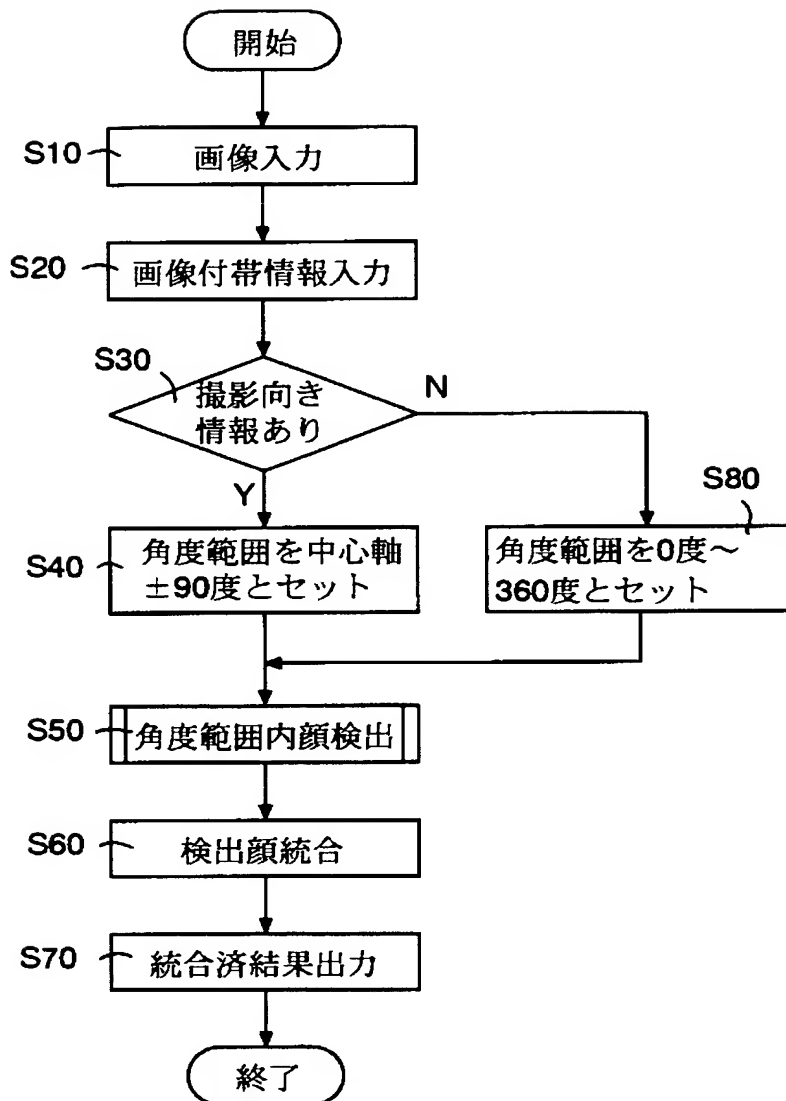 開始
S10
画像入力
S20
画像付帯情報入力
S30
撮影向き
情報あり
N
Y
S40
角度範囲を中心軸
±90度とセット
S80
角度範囲を0度～
360度とセット
S50
角度範囲内顔検出
S60
検出顔統合
S70
統合済結果出力
終了